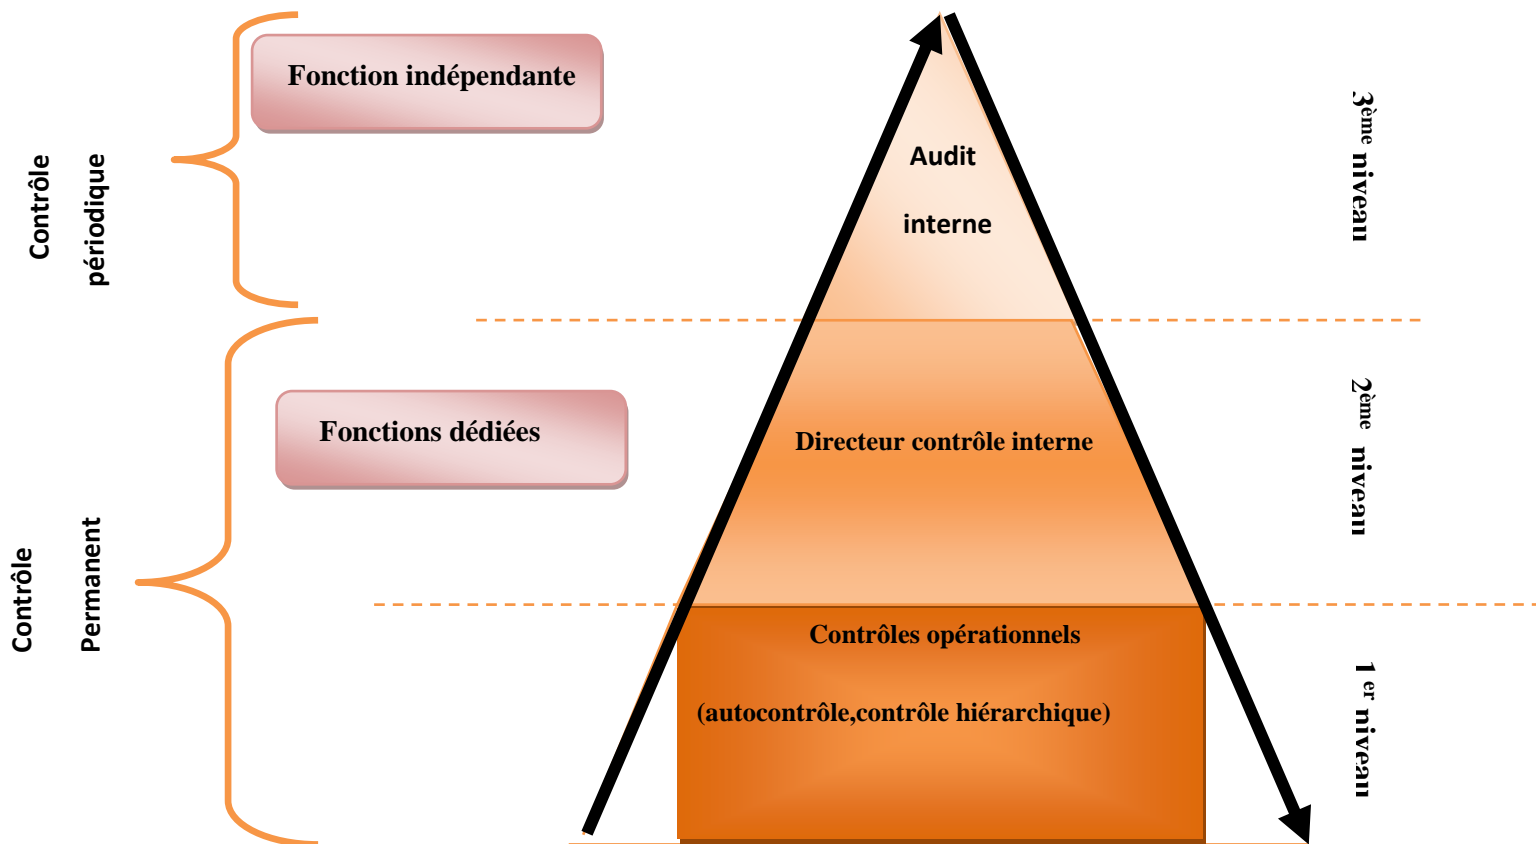 Contrôle
périodique
Fonction indépendante
Audit
interne
3ème niveau
Contrôle
Permanent
Fonctions dédiées
Directeur contrôle interne
2ème niveau
Contrôles opérationnels
(autocontrôle,contrôle hiérarchique)
1er niveau